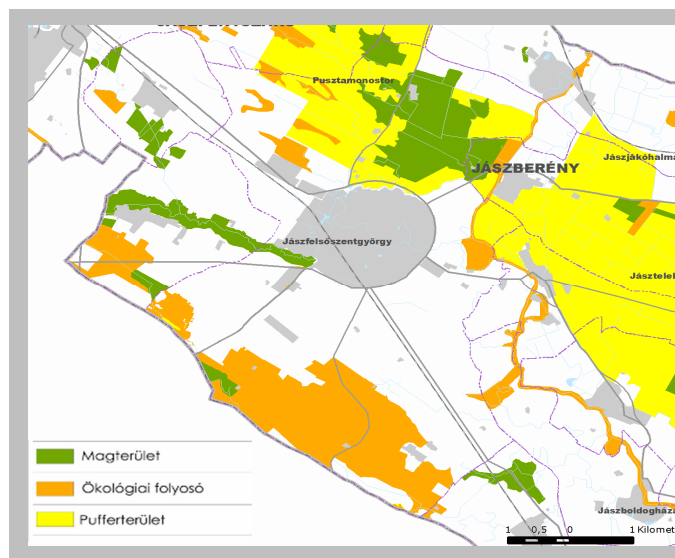 Pusztamonostor
JÁSZBERÉNY
Jászjákóhalma
Jászfelsőszentgyörgy
Jásztelek
Magterület
Ökológiai folyosó
Pufferterület
Jászboldogháza
1 0,5 0 1 Kilomet